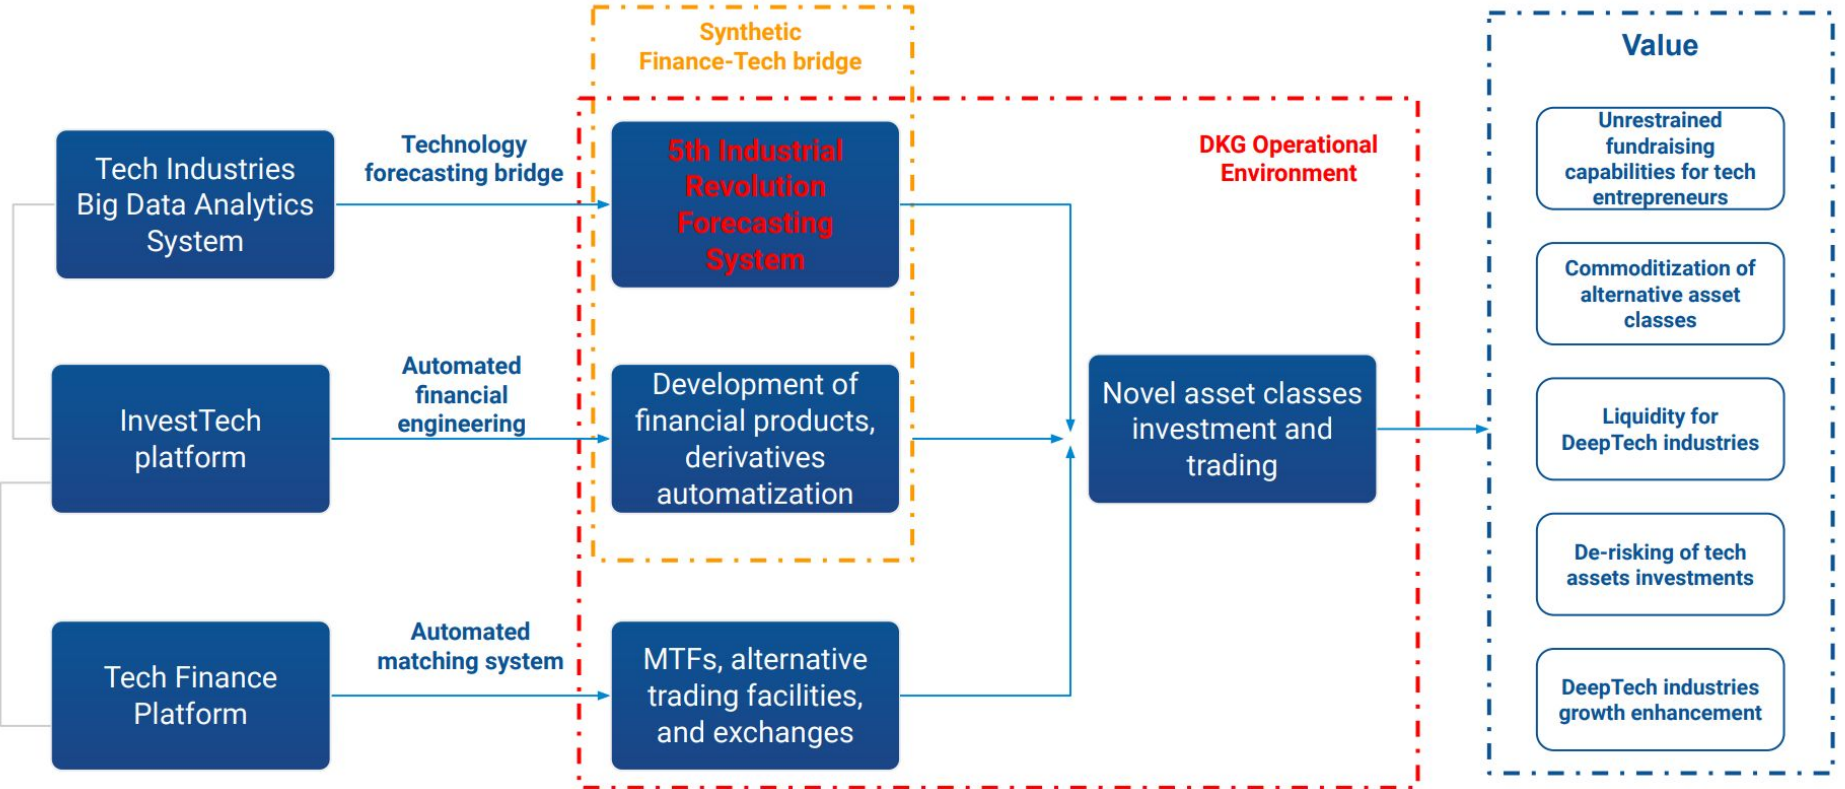 Synthetic
Finance-Tech bridge
Value
Tech Industries
Big Data Analytics
System
Technology
forecasting bridge
5th Industrial
Revolution
Forecasting
System
DKG Operational
Environment
Unrestrained
fundraising
capabilities for tech
entrepreneurs
Commoditization of
alternative asset
classes
InvestTech
platform
Automated
financial
engineering
Development of
financial products,
derivatives
automatization
Novel asset classes
investment and
trading
Liquidity for
DeepTech industries
De-risking of tech
assets investments
Tech Finance
Platform
Automated
matching system
MTFs, alternative
trading facilities,
and exchanges
DeepTech industries
growth enhancement